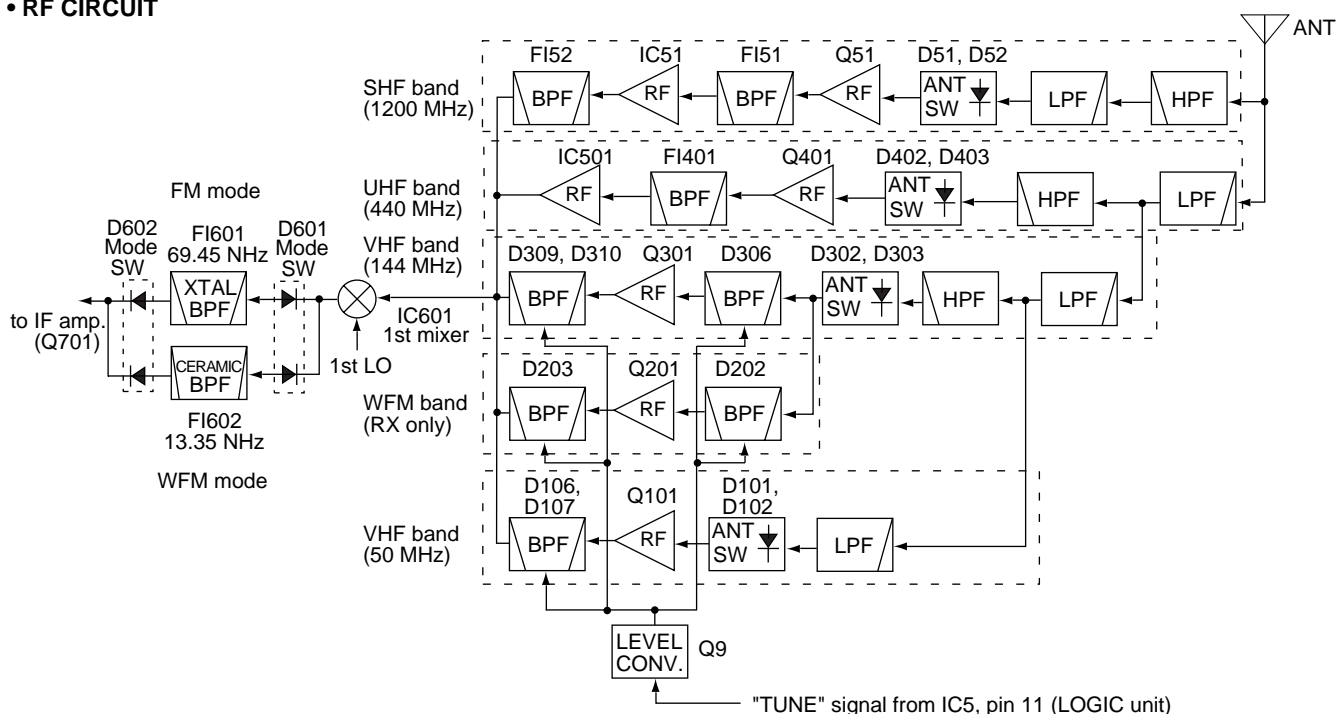 • RF CIRCUIT
ANT
SHF band
(1200 MHz)
FI52
BPF
IC51
RF
FI51
BPF
Q51
RF
D51, D52
ANT
SW
LPF
HPF
UHF band
(440 MHz)
IC501
RF
FI401
BPF
Q401
RF
D402, D403
ANT
SW
HPF
LPF
VHF band
(144 MHz)
D309, D310
BPF
Q301
RF
D306
BPF
D302, D303
ANT
SW
HPF
LPF
FM mode
D602
Mode
SW
FI601
69.45 NHz
XTAL
BPF
D601
Mode
SW
to IF amp.
(Q701)
CERAMIC
BPF
FI602
13.35 NHz
WFM mode
1st LO
IC601
1st mixer
WFM band
(RX only)
D203
BPF
Q201
RF
D202
BPF
VHF band
(50 MHz)
D106,
D107
BPF
Q101
RF
D101,
D102
ANT
SW
LPF
LEVEL
CONV.
Q9
"TUNE" signal from IC5, pin 11 (LOGIC unit)